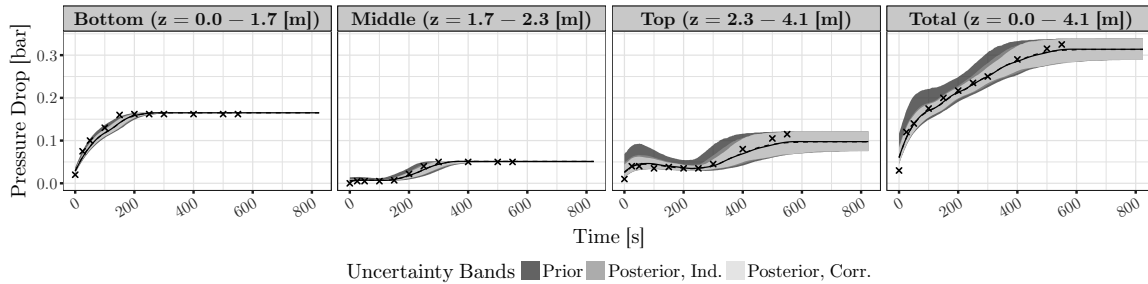 Bottom (z = 0.0 − 1.7 [m]) Middle (z = 1.7 − 2.3 [m]) Top (z = 2.3 − 4.1 [m]) Total (z = 0.0 − 4.1 [m])
Pressure Drop [bar]
0.3
0.2
0.1
0.0
0 200 400 600 800 0 200 400 600 800 0 200 400 600 800 0 200 400 600 800
Time [s]
Uncertainty Bands Prior Posterior, Ind. Posterior, Corr.